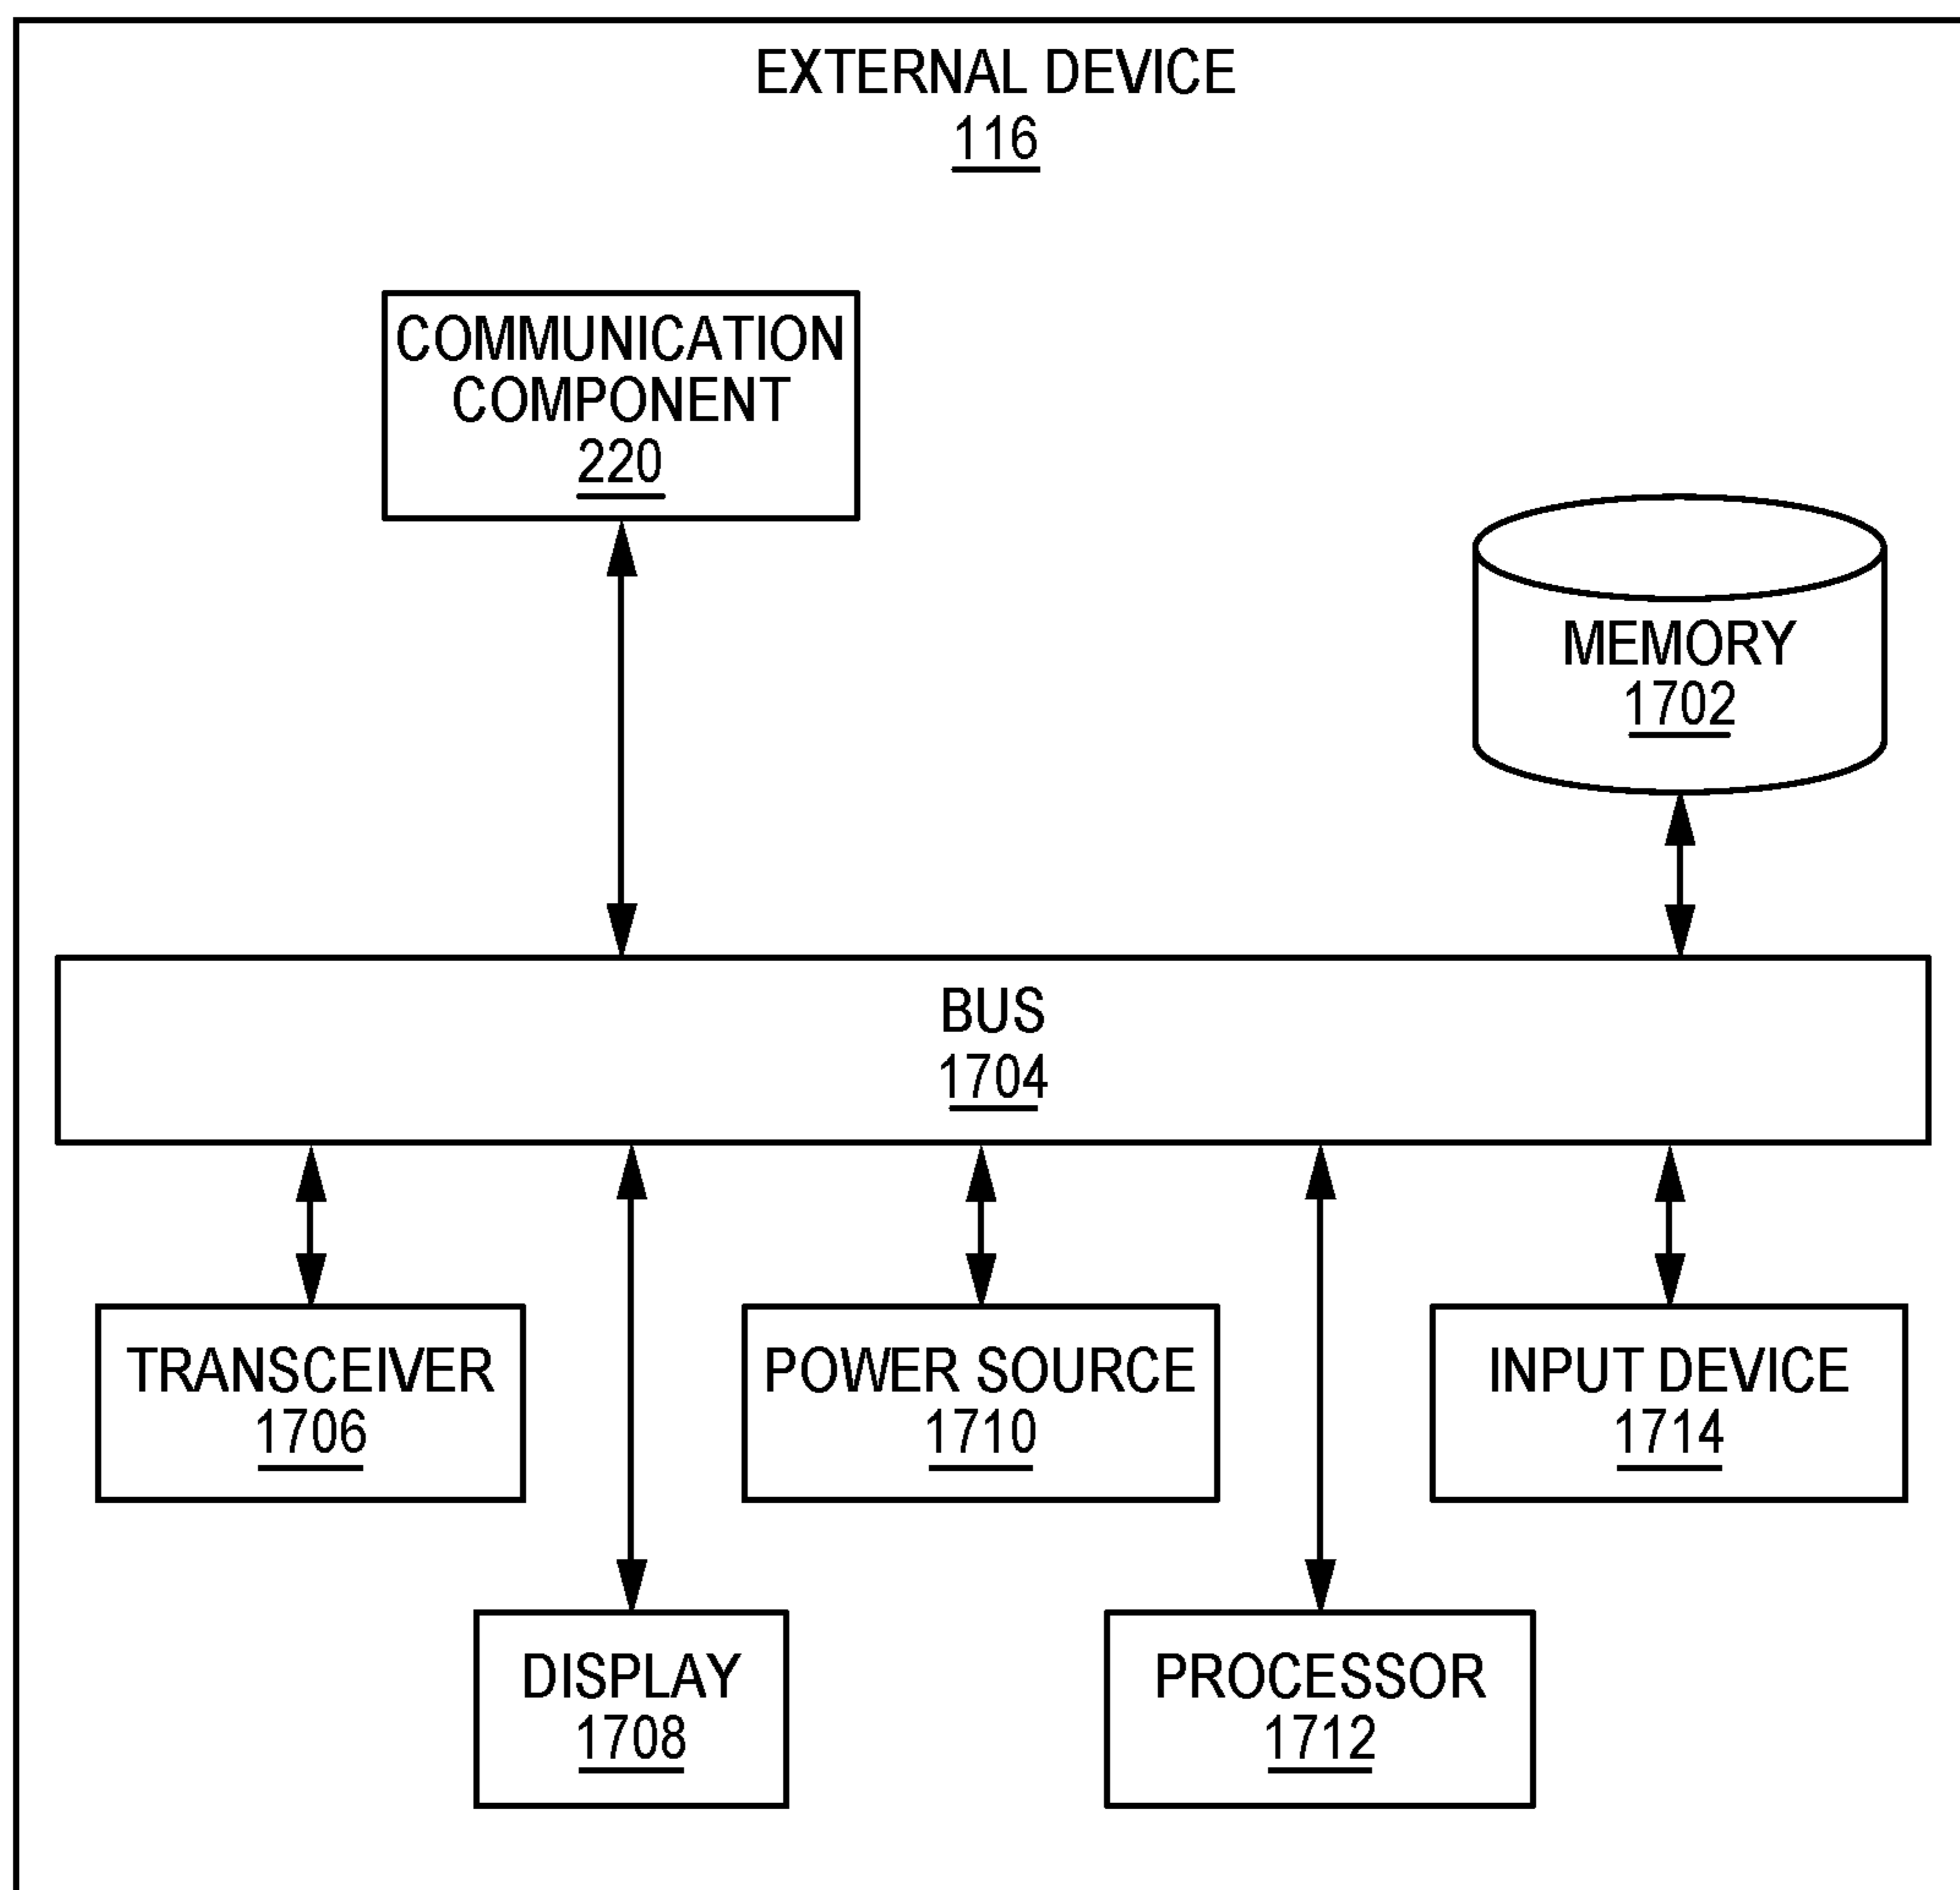 EXTERNAL DEVICE
116
COMMUNICATION
COMPONENT
220
MEMORY
1702
BUS
1704
TRANSCEIVER
1706
POWER SOURCE
1710
INPUT DEVICE
1714
DISPLAY
1708
PROCESSOR
1712